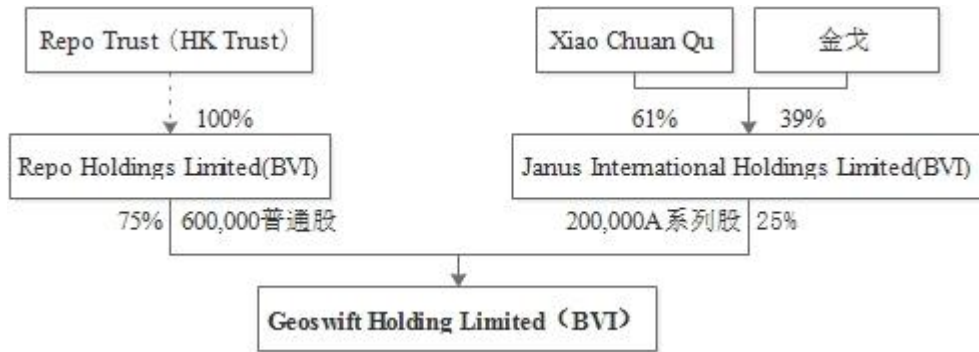 Repo Trust（HK Trust）
Xiao Chuan Qu
金戈
100%
61%
39%
Repo Holdings Limited(BVI)
Janus International Holdings Limited(BVI)
75%
600,000普通股
200,000A系列股
25%
Geoswift Holding Limited（BVI）